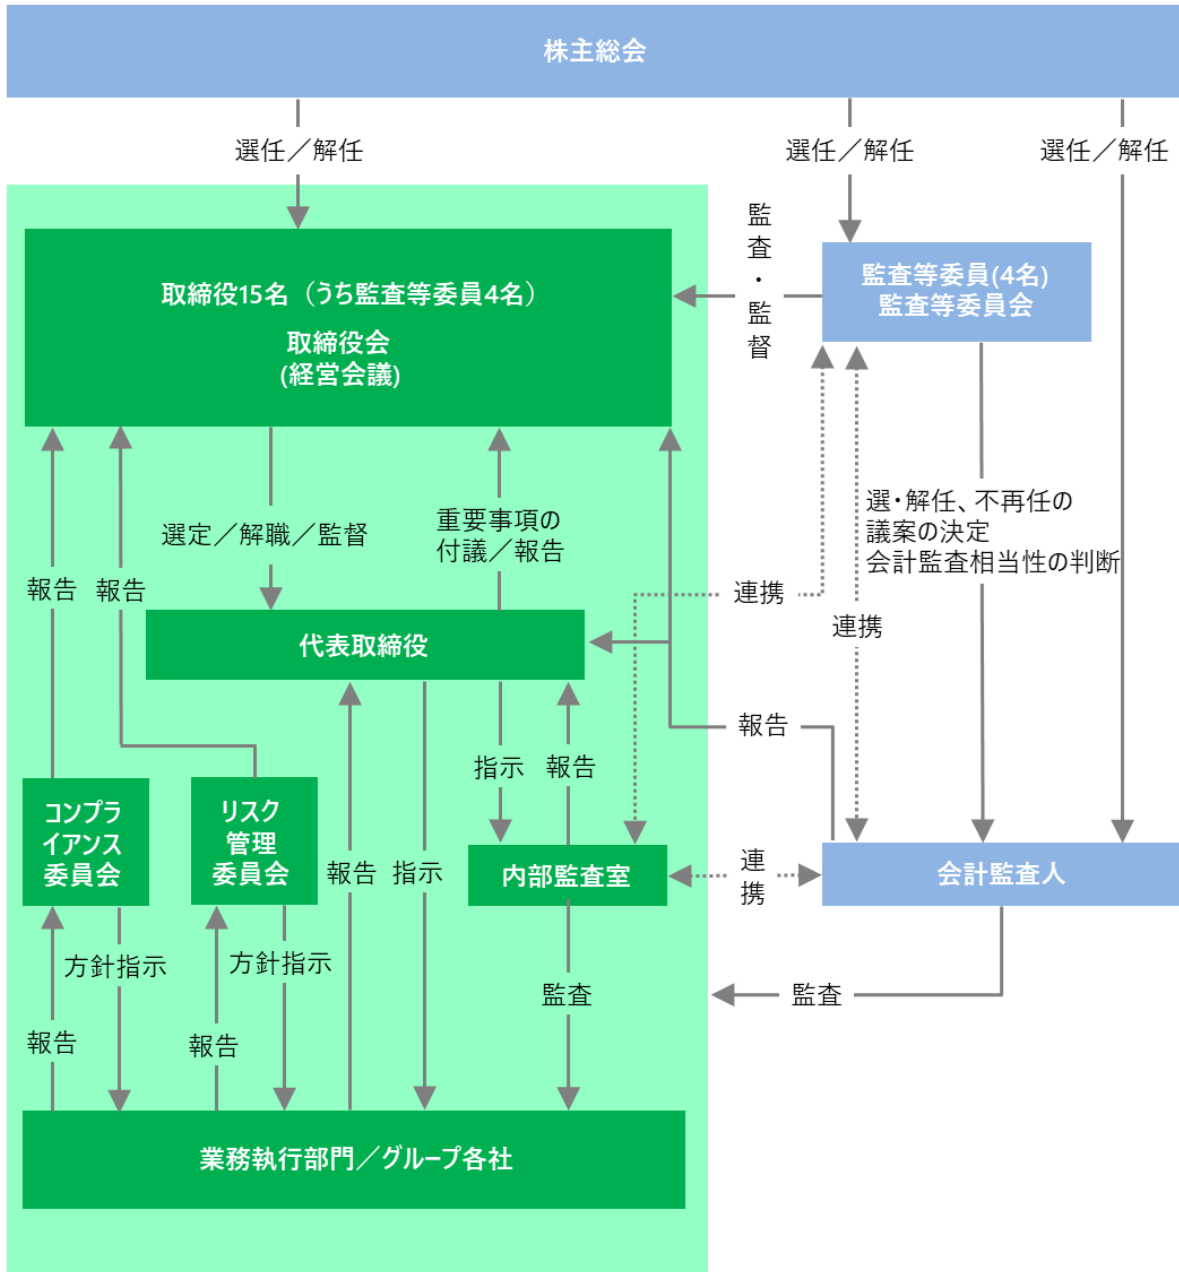 株主総会
選任／解任
選任／解任
選任／解任
取締役15名（うち監査等委員4名）
取締役会
(経営会議)
監査・監督
監査等委員(4名)
監査等委員会
選定／解職／監督
重要事項の
付議／報告
選・解任、不再任の
議案の決定
会計監査相当性の判断
報告
報告
連携
連携
代表取締役
報告
指示
報告
コンプラ
イアンス
委員会
リスク
管理
委員会
報告
指示
内部監査室
連携
会計監査人
方針指示
方針指示
監査
監査
報告
報告
業務執行部門／グループ各社